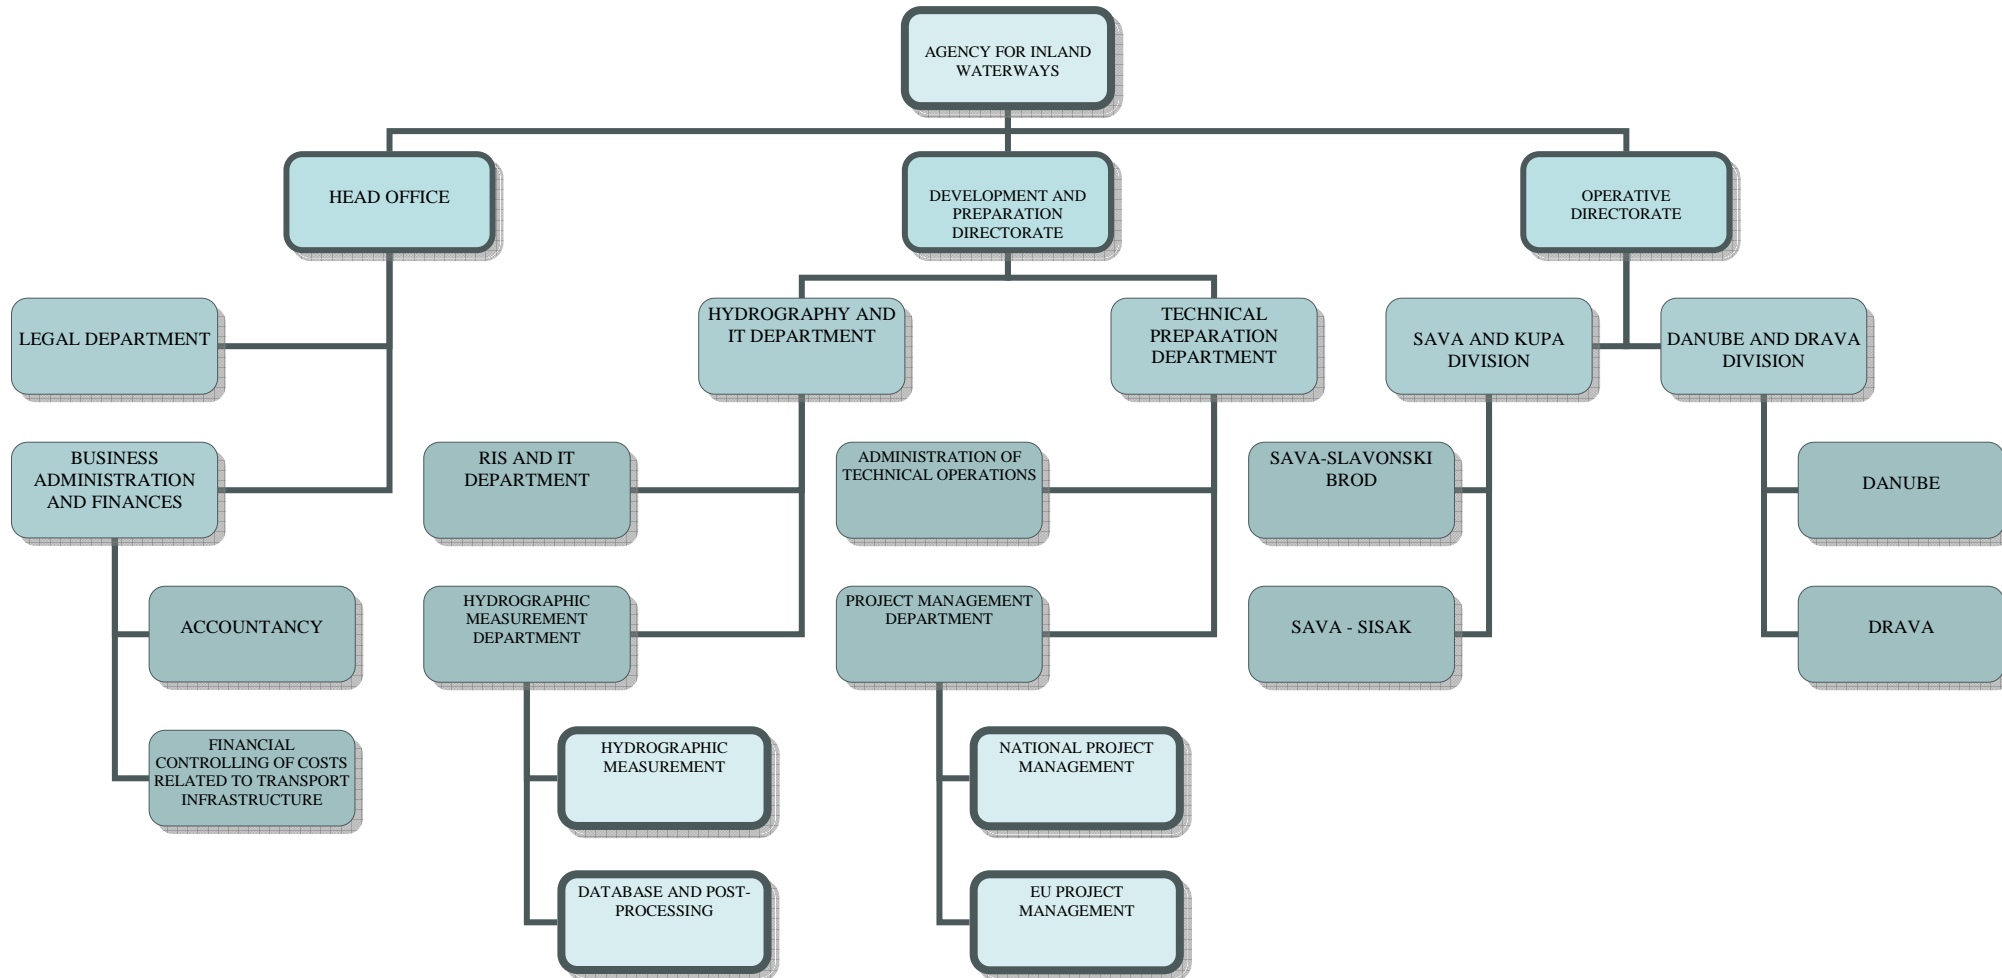 AGENCY FOR INLAND
WATERWAYS
HEAD OFFICE
DEVELOPMENT AND
PREPARATION
DIRECTORATE
OPERATIVE
DIRECTORATE
LEGAL DEPARTMENT
HYDROGRAPHY AND
IT DEPARTMENT
TECHNICAL
PREPARATION
DEPARTMENT
SAVA AND KUPA
DIVISION
DANUBE AND DRAVA
DIVISION
BUSINESS
ADMINISTRATION
AND FINANCES
RIS AND IT
DEPARTMENT
ADMINISTRATION OF
TECHNICAL OPERATIONS
SAVA-SLAVONSKI
BROD
DANUBE
ACCOUNTANCY
HYDROGRAPHIC
MEASUREMENT
DEPARTMENT
PROJECT MANAGEMENT
DEPARTMENT
SAVA - SISAK
DRAVA
FINANCIAL
CONTROLLING OF COSTS
RELATED TO TRANSPORT
INFRASTRUCTURE
HYDROGRAPHIC
MEASUREMENT
NATIONAL PROJECT
MANAGEMENT
DATABASE AND POST-
PROCESSING
EU PROJECT
MANAGEMENT